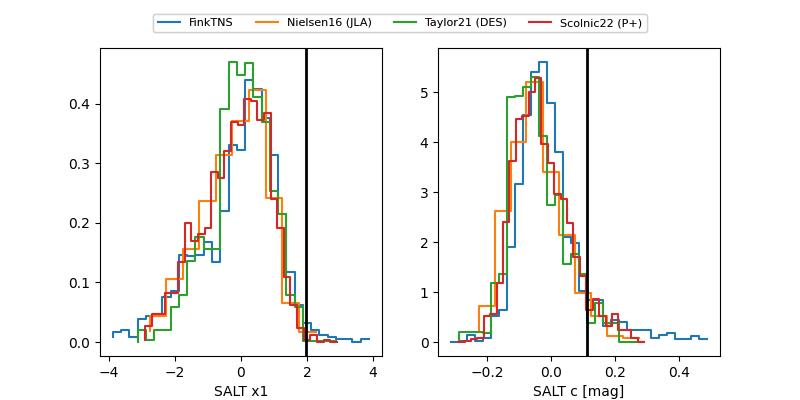 FinkTNS Nielsen16 (JLA) Taylor21 (DES) Scolnic22 (P+)
0.4
0.3
0.2
0.1
0.0
−4 −2 0 2 4
SALT x1
5
4
3
2
1
0
−0.2 0.0 0.2 0.4
SALT c [mag]